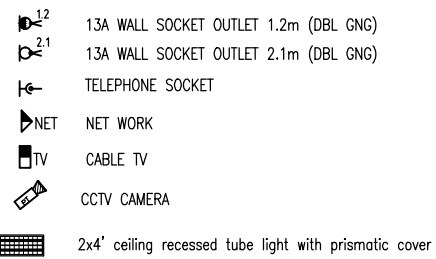 1.2 13A WALL SOCKET OUTLET 1.2m (DBL GNG)
2.1 13A WALL SOCKET OUTLET 2.1m (DBL GNG)
TELEPHONE SOCKET
NET NET WORK
TV CABLE TV
CCTV CAMERA
2x4' ceiling recessed tube light with prismatic cover